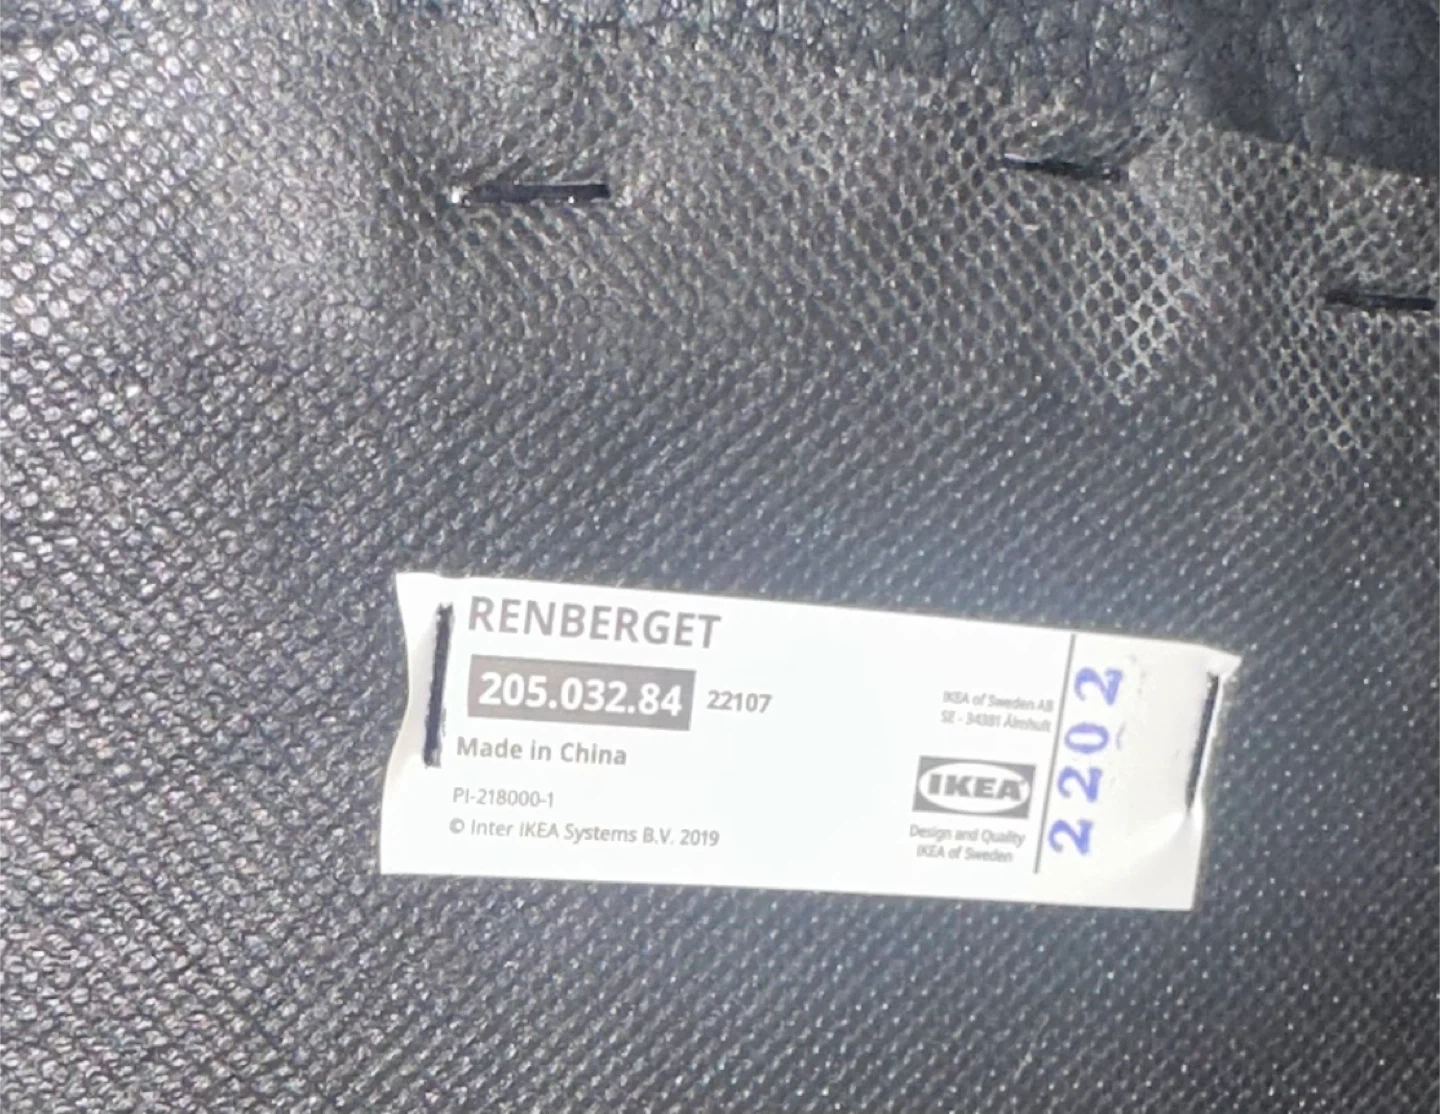 RENBERGET
205.032.84 22107
Made in China
PI-218000-1
© Inter IKEA Systems B.V. 2019
IKEA of Sweden AB
SE - 34381 Älmhult
IKEA
Design and Quality
IKEA of Sweden
2202